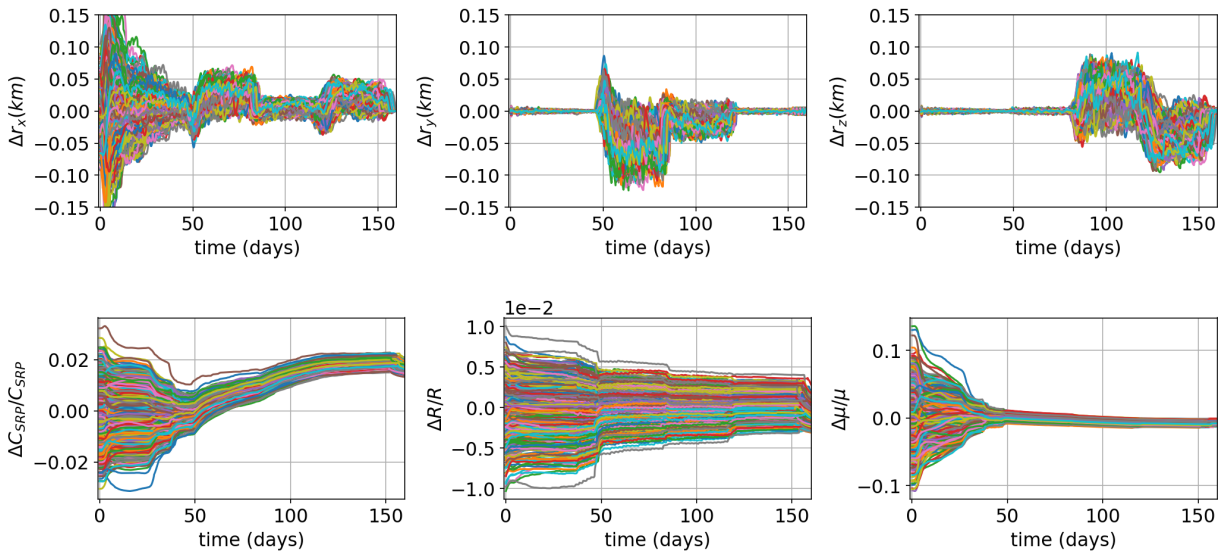 0.15
0.10
0.05
0.00
−0.05
−0.10
−0.15
Δr_x(km)
0 50 100 150
time (days)
0.15
0.10
0.05
0.00
−0.05
−0.10
−0.15
Δr_y(km)
0 50 100 150
time (days)
0.15
0.10
0.05
0.00
−0.05
−0.10
−0.15
Δr_z(km)
0 50 100 150
time (days)
0.02
0.00
−0.02
ΔC_SRP/C_SRP
0 50 100 150
time (days)
1e−2
1.0
0.5
0.0
−0.5
−1.0
ΔR/R
0 50 100 150
time (days)
0.1
0.0
−0.1
Δμ/μ
0 50 100 150
time (days)